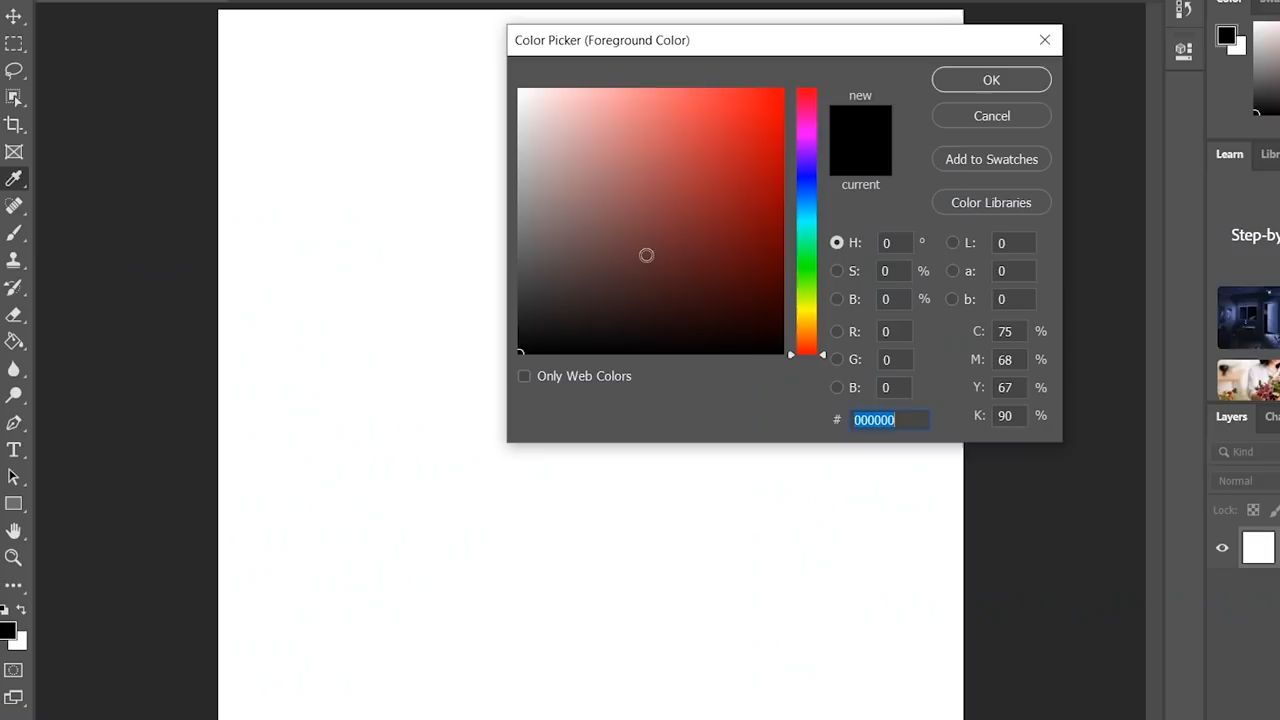 Color Picker (Foreground Color)
OK
new
Cancel
Add to Swatches
current
Color Libraries
H: 0 ° L: 0
S: 0 % a: 0
B: 0 % b: 0
R: 0 C: 75 %
G: 0 M: 68 %
Only Web Colors
B: 0 Y: 67 %
# 000000 K: 90 %
Color
Learn
Step-by
Layers
Kind
Normal
Lock: